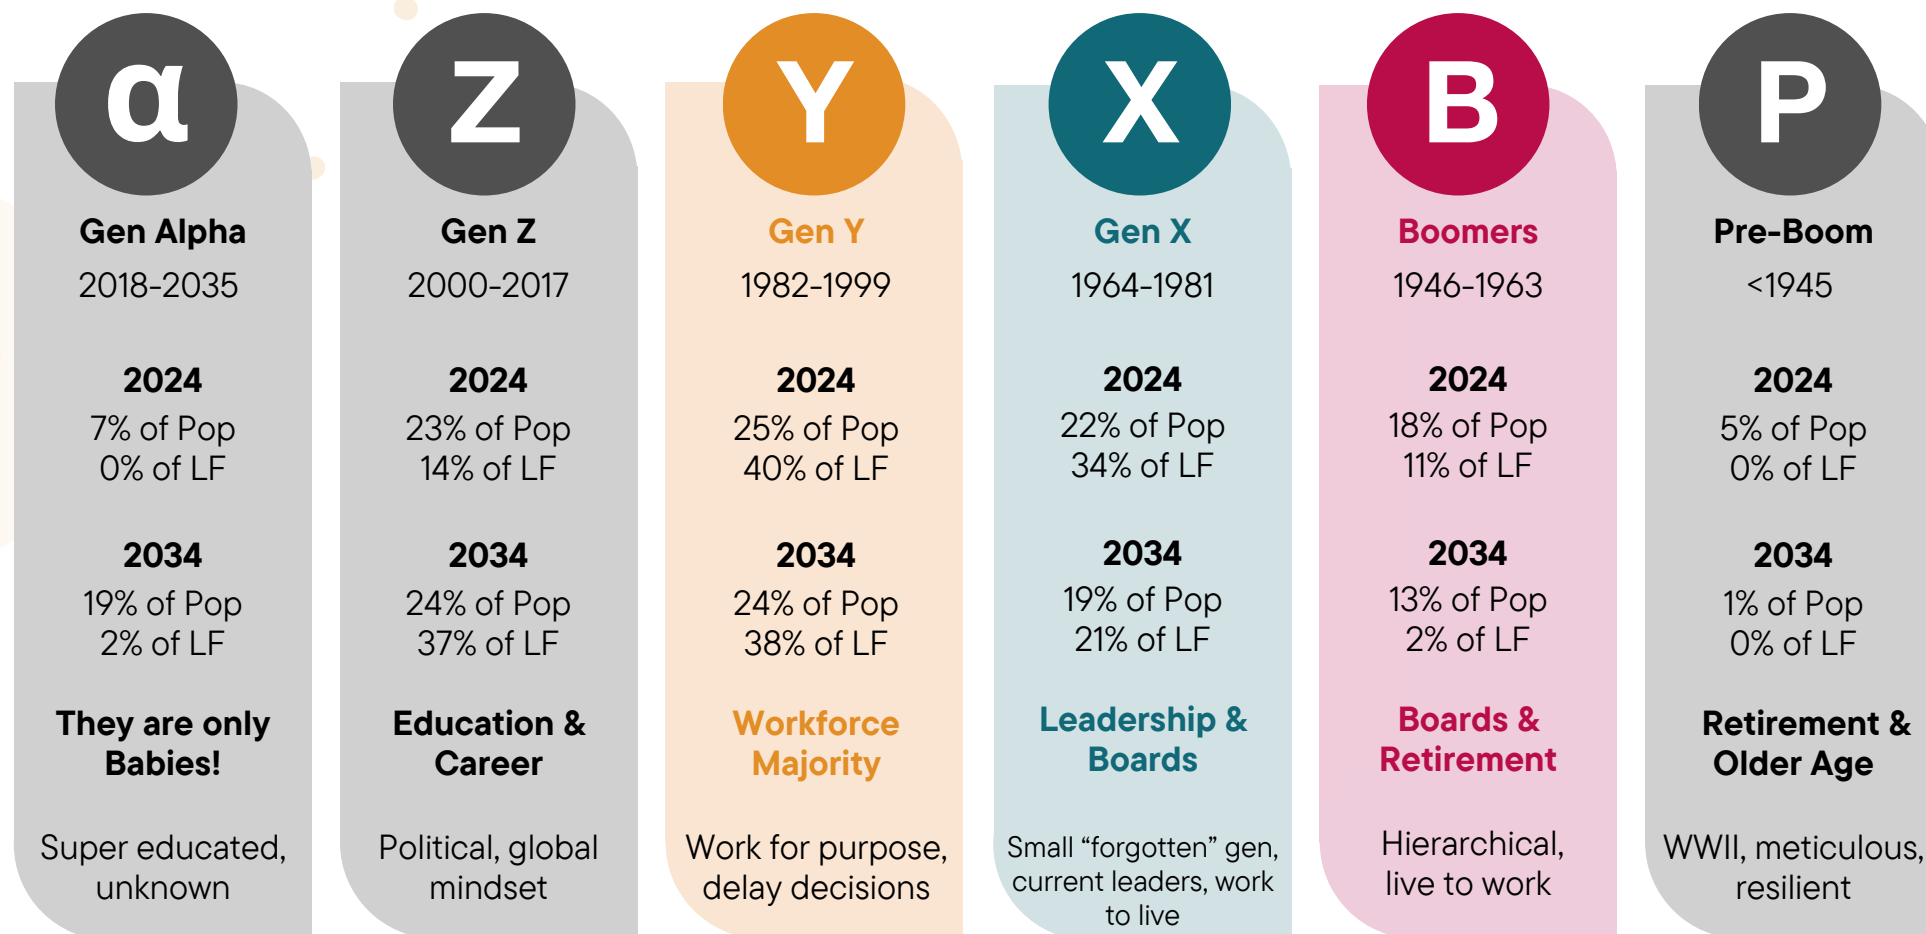 α
Gen Alpha
2018-2035
2024
7% of Pop
0% of LF
2034
19% of Pop
2% of LF
They are only
Babies!
Super educated,
unknown
Z
Gen Z
2000-2017
2024
23% of Pop
14% of LF
2034
24% of Pop
37% of LF
Education &
Career
Political, global
mindset
Y
Gen Y
1982-1999
2024
25% of Pop
40% of LF
2034
24% of Pop
38% of LF
Workforce
Majority
Work for purpose,
delay decisions
X
Gen X
1964-1981
2024
22% of Pop
34% of LF
2034
19% of Pop
21% of LF
Leadership &
Boards
Small “forgotten” gen,
current leaders, work
to live
B
Boomers
1946-1963
2024
18% of Pop
11% of LF
2034
13% of Pop
2% of LF
Boards &
Retirement
Hierarchical,
live to work
P
Pre-Boom
<1945
2024
5% of Pop
0% of LF
2034
1% of Pop
0% of LF
Retirement &
Older Age
WWII, meticulous,
resilient